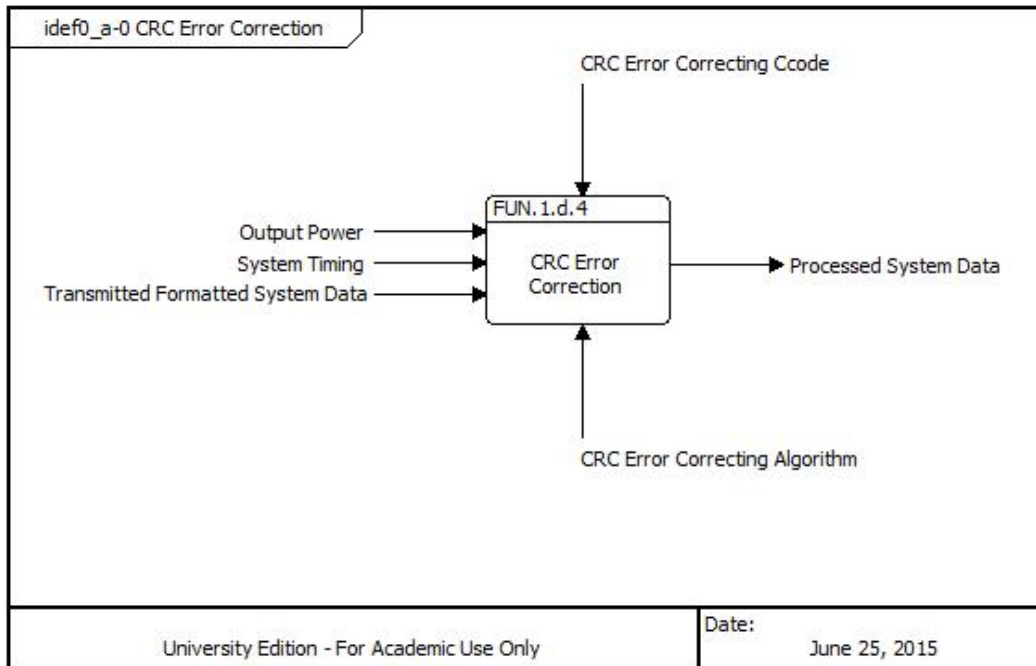 idef0_a-0 CRC Error Correction
CRC Error Correcting Ccode
FUN.1.d.4
Output Power
System Timing
Transmitted Formatted System Data
CRC Error
Correction
Processed System Data
CRC Error Correcting Algorithm
University Edition - For Academic Use Only
Date:
June 25, 2015